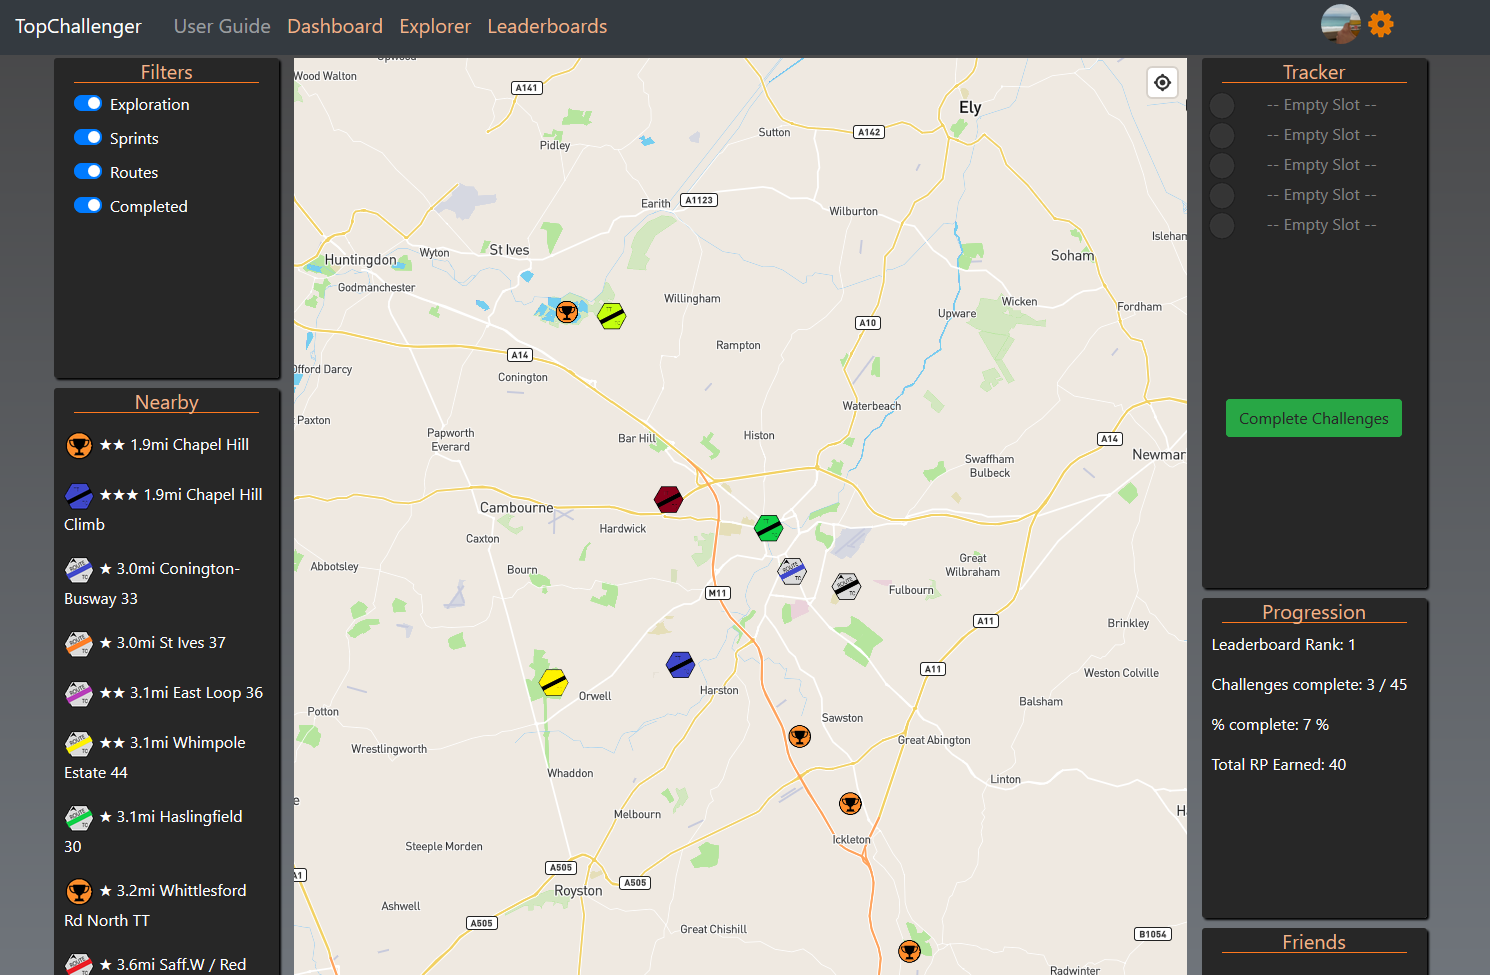 TopChallenger User Guide Dashboard Explorer Leaderboards
Filters
Exploration
Sprints
Routes
Completed
Nearby
★★ 1.9mi Chapel Hill
★★★ 1.9mi Chapel Hill
Climb
★ 3.0mi Conington-
Busway 33
★ 3.0mi St Ives 37
★★ 3.1mi East Loop 36
★★ 3.1mi Whimpole
Estate 44
★ 3.1mi Haslingfield
30
★ 3.2mi Whittlesford
Rd North TT
★ 3.6mi Saff.W / Red
Wood Walton
A141
Ely
Sutton
A142
Pidley
Earith
A1123
Wilburton
Isleham
Wyton
St Ives
Huntingdon
Soham
Godmanchester
Willingham
Wicken
Fordham
Upware
A10
Rampton
A14
Offord Darcy
Conington
Waterbeach
Paxton
Papworth
Everard
Bar Hill
Histon
A14
Newmar
Swaffham
Bulbeck
Cambourne
Hardwick
Caxton
Great
Wilbraham
Abbotsley
Bourn
M11
Fulbourn
A11
Brinkley
A11
Weston Colville
Harston
Orwell
Balsham
Potton
Sawston
Wrestlingworth
Great Abington
Whaddon
Linton
Melbourn
Ickleton
Steeple Morden
A505
A1
Royston
A505
Ashwell
A505
Great Chishill
B1054
Radwinter
Tracker
-- Empty Slot --
-- Empty Slot --
-- Empty Slot --
-- Empty Slot --
-- Empty Slot --
Complete Challenges
Progression
Leaderboard Rank: 1
Challenges complete: 3 / 45
% complete: 7 %
Total RP Earned: 40
Friends